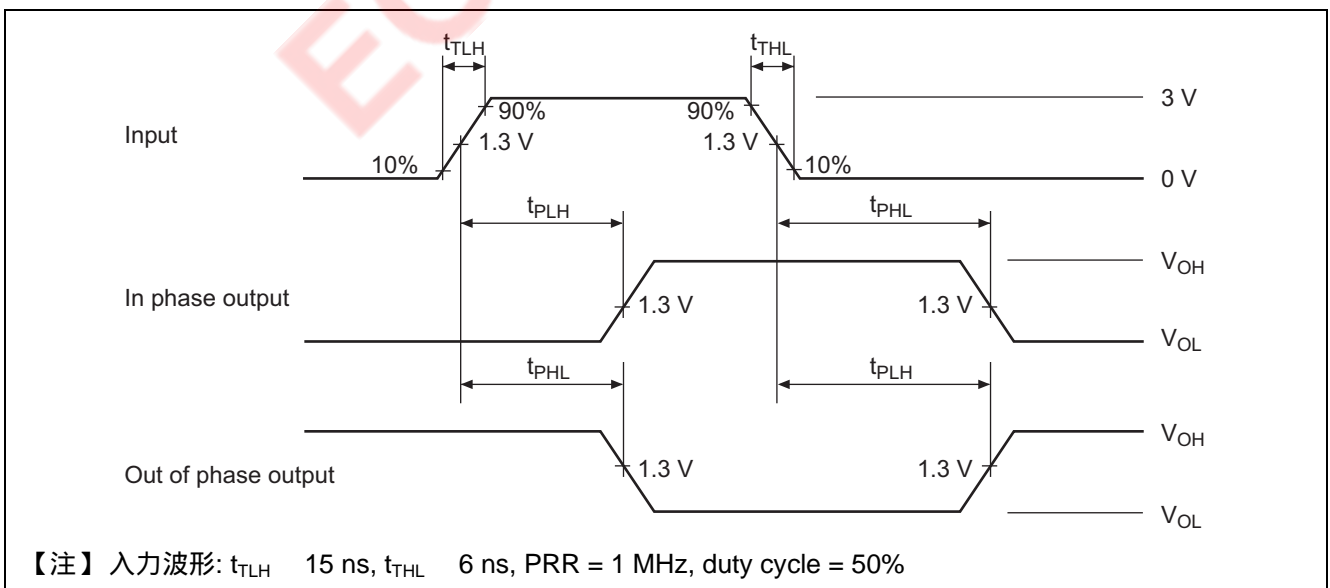 tTLH tTHL
3 V
90% 90%
Input 1.3 V 1.3 V
10% 10%
0 V
tPLH tPHL
VOH
In phase output 1.3 V 1.3 V
VOL
tPHL tPLH
VOH
Out of phase output 1.3 V 1.3 V
VOL
【注】入力波形: tTLH 15 ns, tTHL 6 ns, PRR = 1 MHz, duty cycle = 50%